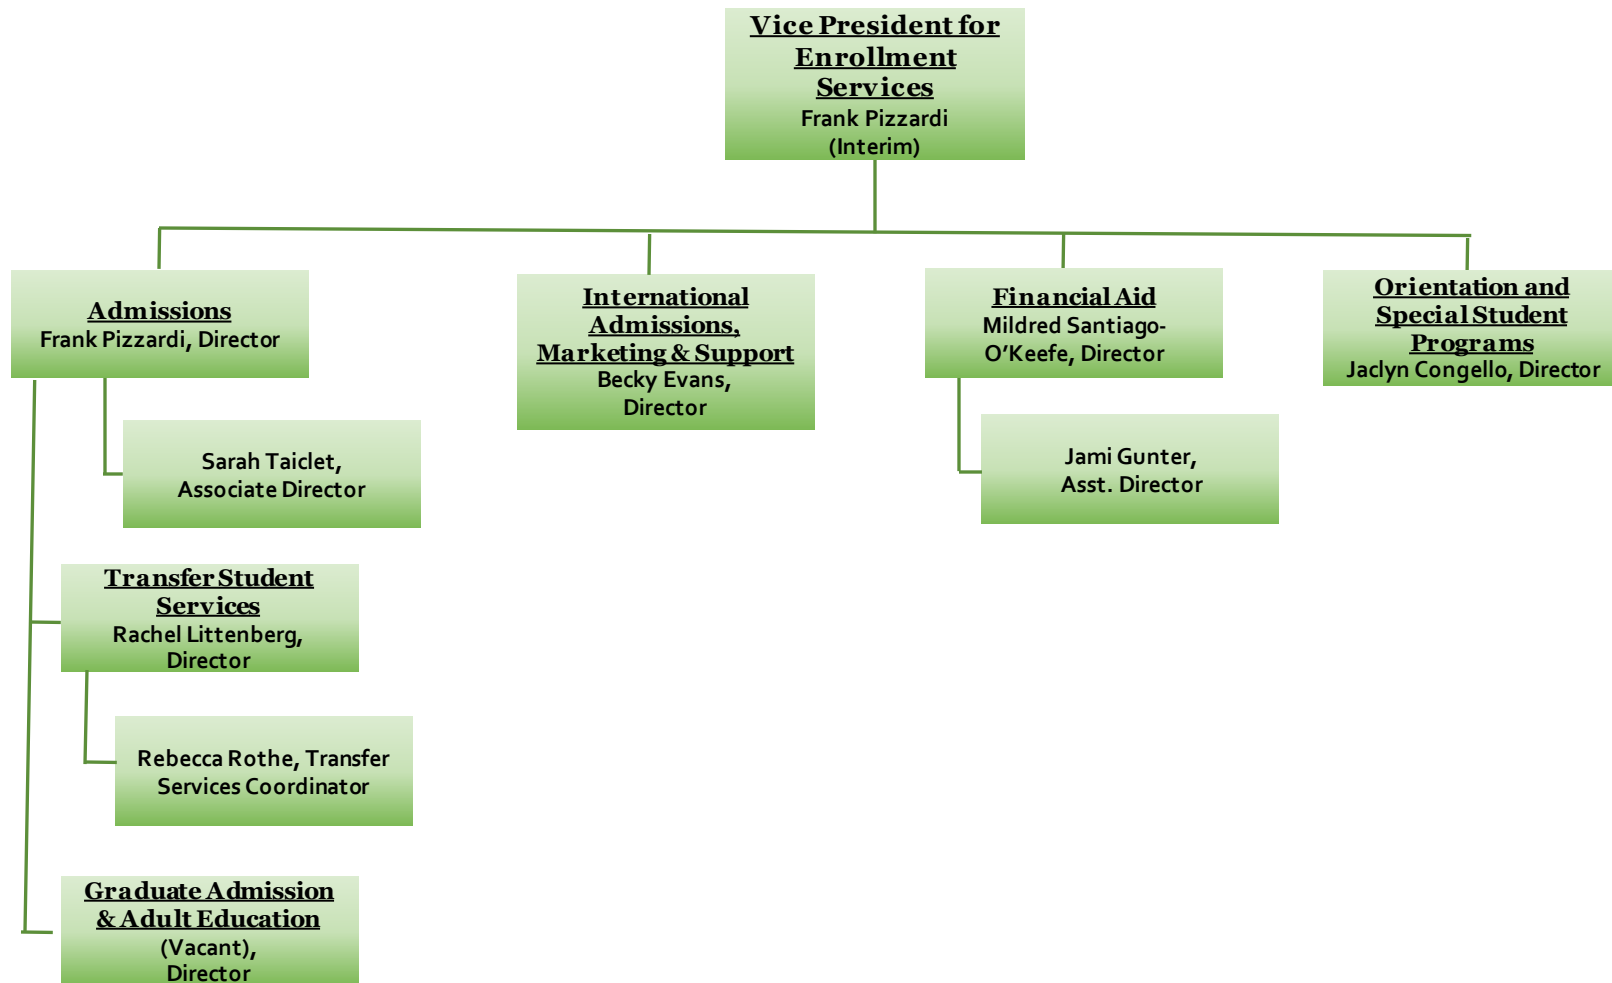 Vice President for
Enrollment
Services
Frank Pizzardi
(Interim)
Admissions
Frank Pizzardi, Director
International
Admissions,
Marketing & Support
Becky Evans,
Director
Financial Aid
Mildred Santiago-
O’Keefe, Director
Orientation and
Special Student
Programs
Jaclyn Congello, Director
Sarah Taiclet,
Associate Director
Jami Gunter,
Asst. Director
Transfer Student
Services
Rachel Littenberg,
Director
Rebecca Rothe, Transfer
Services Coordinator
Graduate Admission
& Adult Education
(Vacant),
Director